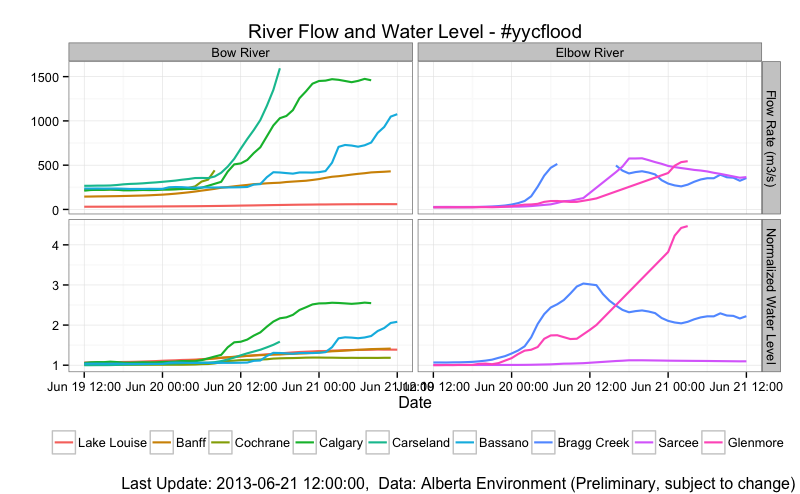 River Flow and Water Level - #yycflood
Bow River
Elbow River
1500
1000
500
0
Flow Rate (m3/s)
4
3
2
1
Normalized Water Level
Jun 19 12:00 Jun 20 00:00 Jun 20 12:00 Jun 21 00:00 Jun 21 12:00
Jun 19 12:00 Jun 20 00:00 Jun 20 12:00 Jun 21 00:00 Jun 21 12:00
Date
Lake Louise Banff Cochrane Calgary Carseland Bassano Bragg Creek Sarcee Glenmore
Last Update: 2013-06-21 12:00:00, Data: Alberta Environment (Preliminary, subject to change)